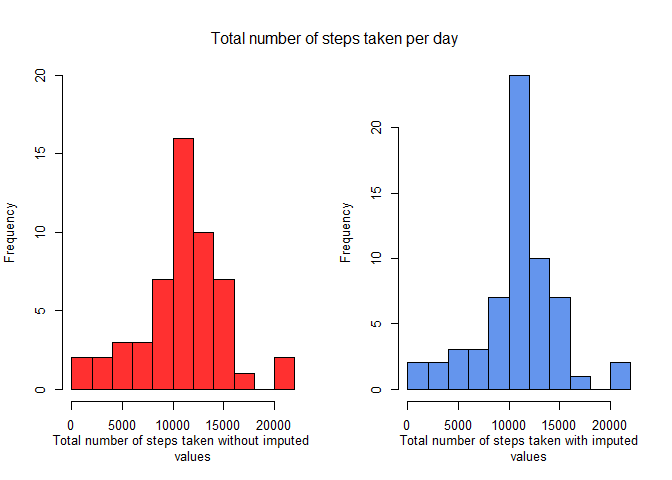 Total number of steps taken per day
Frequency
20
15
10
5
0
0 5000 10000 15000 20000
Total number of steps taken without imputed
values
Frequency
20
15
10
5
0
0 5000 10000 15000 20000
Total number of steps taken with imputed
values